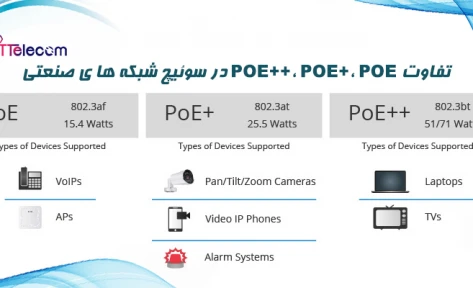 TTelecom
تفاوت POE++، POE+، POE در سوئیچ شبکه ها ی صنعتی
oE
802.3af
15.4 Watts
ypes of Devices Supported
VoIPs
APs
PoE+
802.3at
25.5 Watts
Types of Devices Supported
Pan/Tilt/Zoom Cameras
Video IP Phones
Alarm Systems
PoE++
802.3bt
51/71 Wat
Types of Devices Supported
Laptops
TVs